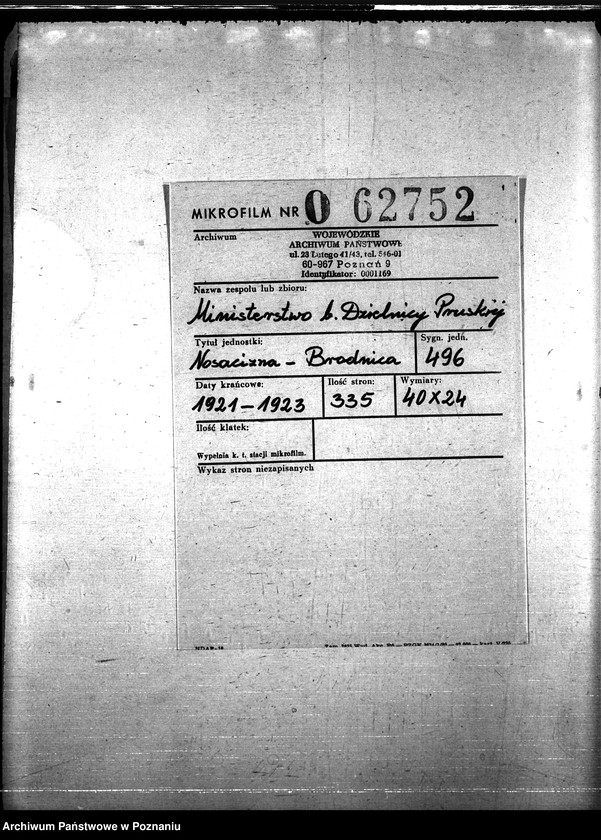 MIKROFILM NR O 62752
Archiwum
WOJEWÓDZKIE
ARCHIWUM PAŃSTWOWE
ul. 23 Lutego 41/43, tel. 546-01
60-967 Poznań 9
Identyfikator: 0001169
Nazwa zespołu lub zbioru:
Ministerstwo b. Dzielnicy Pruskiej
Tytuł jednostki:
Sygn. jedn.
Nosacizna - Brodnica
496
Daty krańcowe:
Ilość stron:
Wymiary:
1921-1923
335
40X24
Ilość klatek:
Wypełnia k. t. stacji mikrofilm.
Wykaz stron niezapisanych
Archiwum Państwowe w Poznaniu